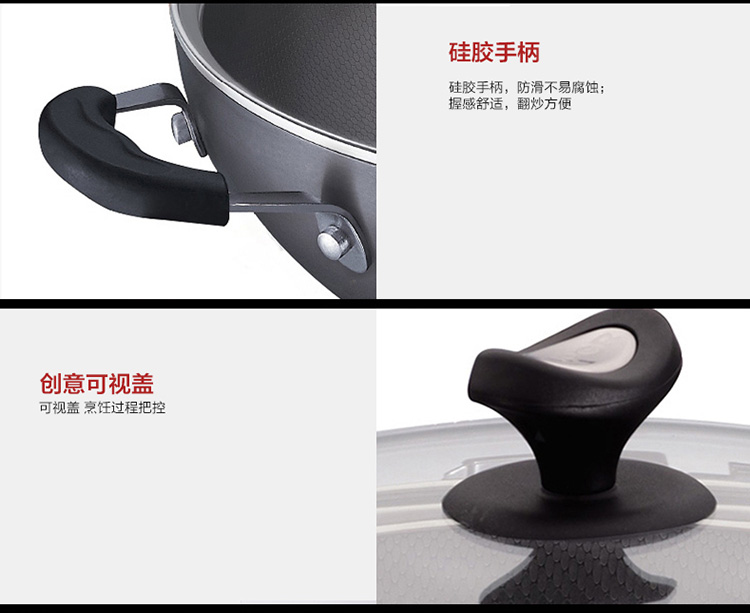 硅胶手柄
硅胶手柄，防滑不易腐蚀；
握感舒适，翻炒方便
创意可视盖
可视盖 烹饪过程把控